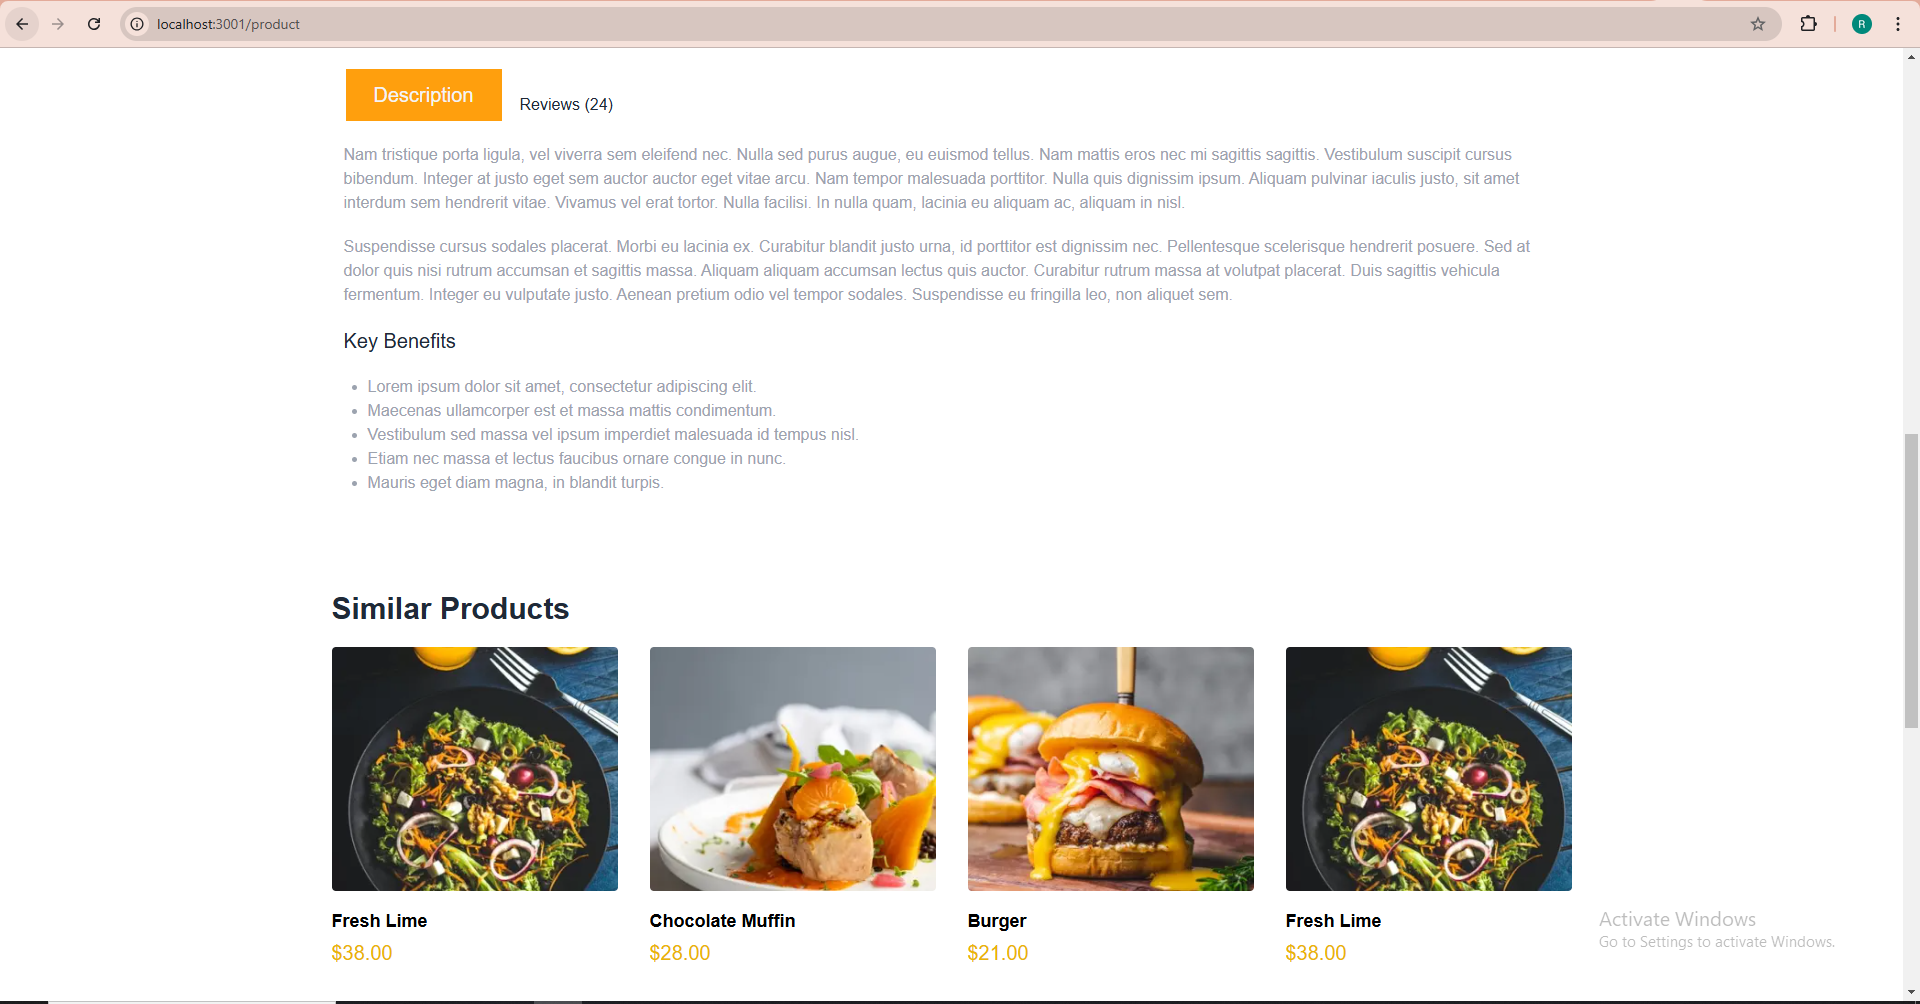 localhost:3001/product
R
Description
Reviews (24)
Nam tristique porta ligula, vel viverra sem eleifend nec. Nulla sed purus augue, eu euismod tellus. Nam mattis eros nec mi sagittis sagittis. Vestibulum suscipit cursus
bibendum. Integer at justo eget sem auctor auctor eget vitae arcu. Nam tempor malesuada porttitor. Nulla quis dignissim ipsum. Aliquam pulvinar iaculis justo, sit amet
interdum sem hendrerit vitae. Vivamus vel erat tortor. Nulla facilisi. In nulla quam, lacinia eu aliquam ac, aliquam in nisl.
Suspendisse cursus sodales placerat. Morbi eu lacinia ex. Curabitur blandit justo urna, id porttitor est dignissim nec. Pellentesque scelerisque hendrerit posuere. Sed at
dolor quis nisi rutrum accumsan et sagittis massa. Aliquam aliquam accumsan lectus quis auctor. Curabitur rutrum massa at volutpat placerat. Duis sagittis vehicula
fermentum. Integer eu vulputate justo. Aenean pretium odio vel tempor sodales. Suspendisse eu fringilla leo, non aliquet sem.
Key Benefits
• Lorem ipsum dolor sit amet, consectetur adipiscing elit.
• Maecenas ullamcorper est et massa mattis condimentum.
• Vestibulum sed massa vel ipsum imperdiet malesuada id tempus nisl.
• Etiam nec massa et lectus faucibus ornare congue in nunc.
• Mauris eget diam magna, in blandit turpis.
Similar Products
Fresh Lime
$38.00
Chocolate Muffin
$28.00
Burger
$21.00
Fresh Lime
$38.00
Activate Windows
Go to Settings to activate Windows.